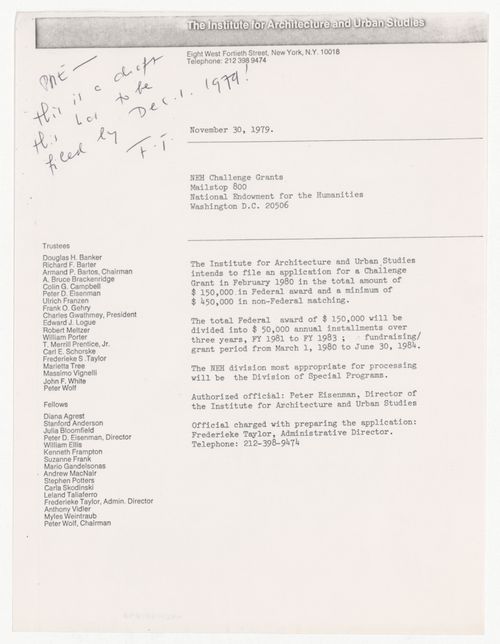 The Institute for Architecture and Urban Studies
Eight West Fortieth Street, New York, N.Y. 10018
Telephone: 212 398 9474
PDE —
this is a draft
this has to be
filed by Dec. 1. 1979!
F.T.
November 30, 1979.
NEH Challenge Grants
Mailstop 800
National Endowment for the Humanities
Washington D.C. 20506
Trustees
Douglas H. Banker
Richard F. Barter
Armand P. Bartos, Chairman
A. Bruce Brackenridge
Colin G. Campbell
Peter D. Eisenman
Ulrich Franzen
Frank O. Gehry
Charles Gwathmey, President
Edward J. Logue
Robert Meltzer
William Porter
T. Merrill Prentice, Jr.
Carl E. Schorske
Frederieke S. Taylor
Marietta Tree
Massimo Vignelli
John F. White
Peter Wolf
Fellows
Diana Agrest
Stanford Anderson
Julia Bloomfield
Peter D. Eisenman, Director
William Ellis
Kenneth Frampton
Suzanne Frank
Mario Gandelsonas
Andrew MacNair
Stephen Potters
Carla Skodinski
Leland Taliaferro
Frederieke Taylor, Admin. Director
Anthony Vidler
Myles Weintraub
Peter Wolf, Chairman
The Institute for Architecture and Urban Studies
intends to file an application for a Challenge
Grant in February 1980 in the total amount of
$ 150,000 in Federal award and a minimum of
$ 450,000 in non-Federal matching.
The total Federal award of $ 150,000 will be
divided into $ 50,000 annual installments over
three years, FY 1981 to FY 1983 ; fundraising/
grant period from March 1, 1980 to June 30, 1984.
The NEH division most appropriate for processing
will be the Division of Special Programs.
Authorized official: Peter Eisenman, Director of
the Institute for Architecture and Urban Studies
Official charged with preparing the application:
Frederieke Taylor, Administrative Director.
Telephone: 212-398-9474